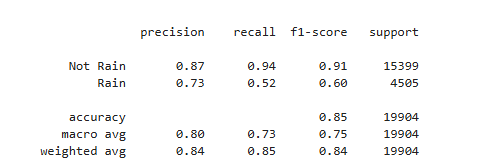 precision recall f1-score support
Not Rain 0.87 0.94 0.91 15399
Rain 0.73 0.52 0.60 4505
accuracy 0.85 19904
macro avg 0.80 0.73 0.75 19904
weighted avg 0.84 0.85 0.84 19904